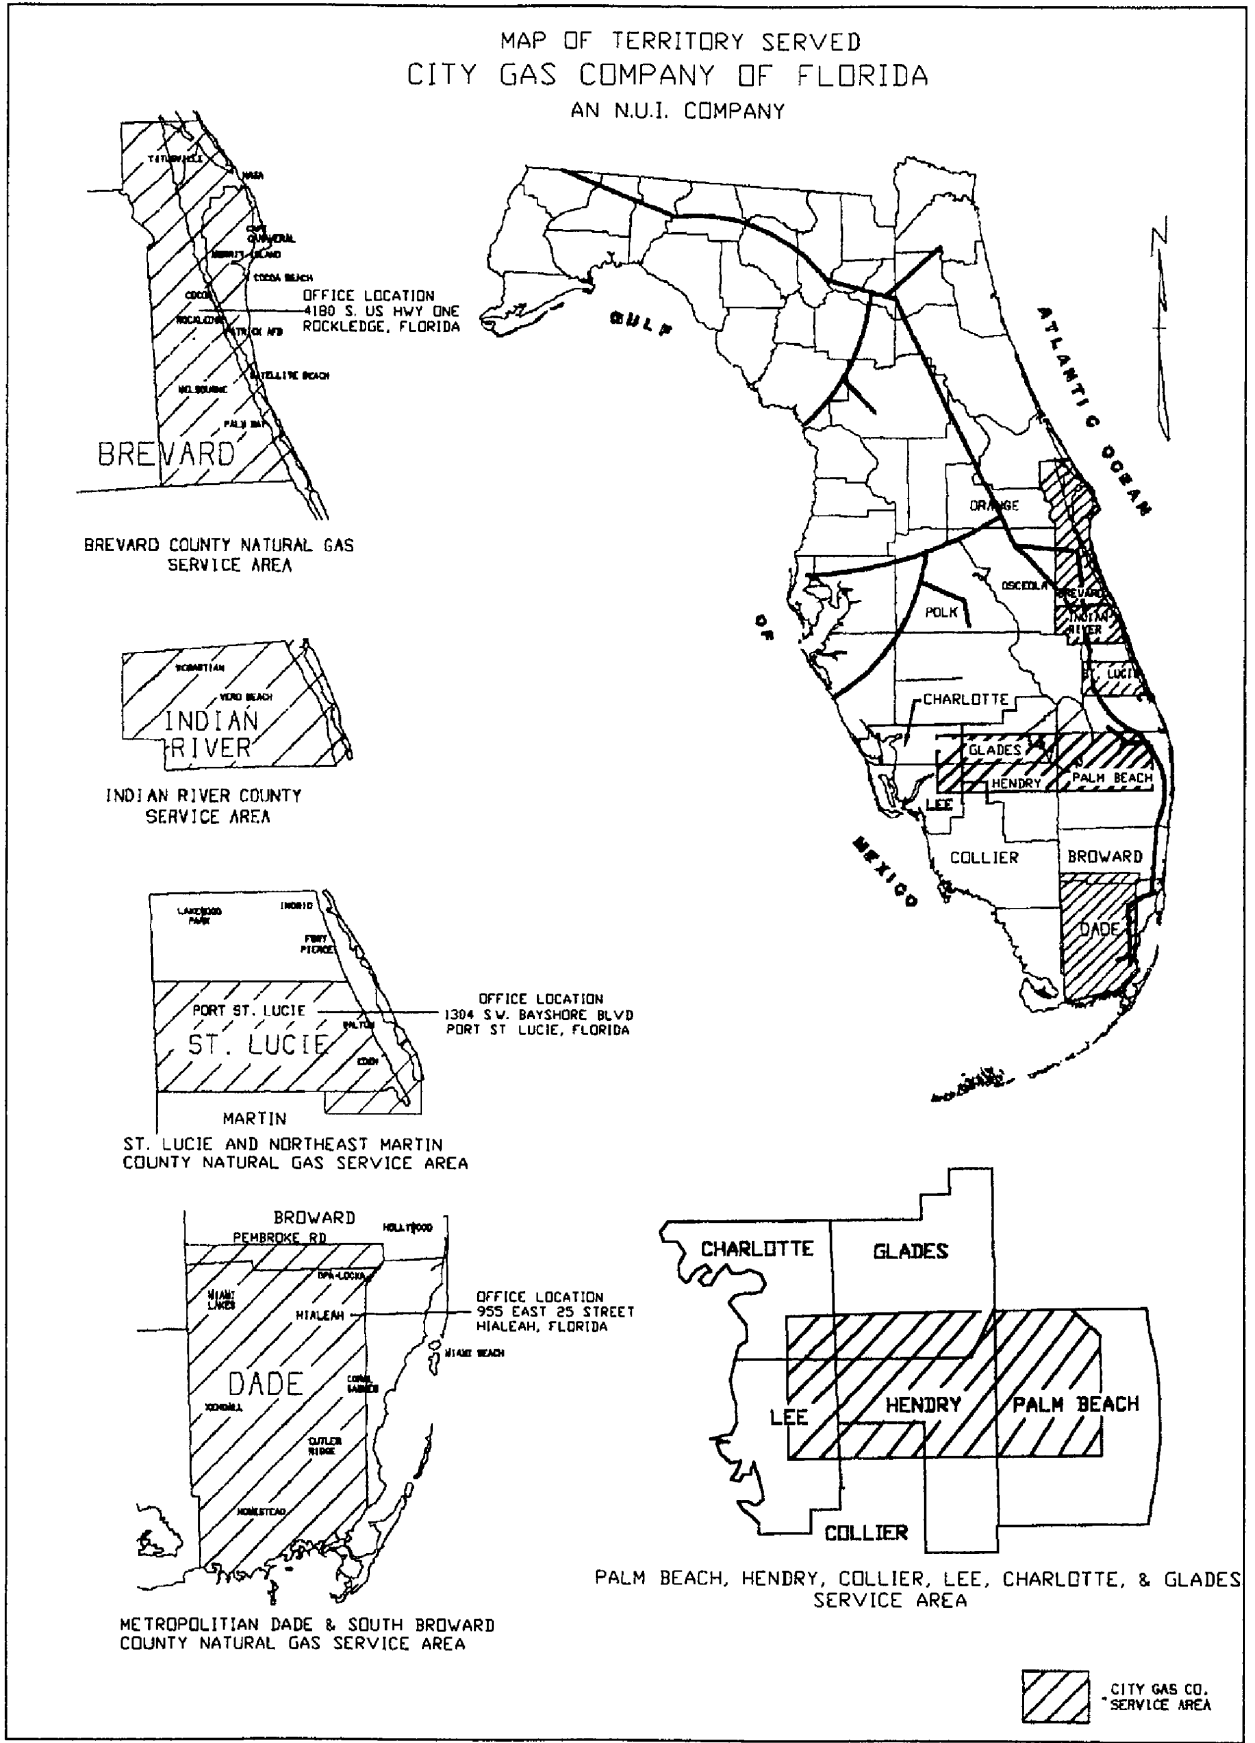 MAP OF TERRITORY SERVED
CITY GAS COMPANY OF FLORIDA
AN N.U.I. COMPANY
TITUSVILLE
NASA
CAPE
CANAVERAL
MERRITT ISLAND
COCOA BEACH
COCOA
OFFICE LOCATION
4180 S. US HWY ONE
ROCKLEDGE, FLORIDA
ROCKLEDGE
PATRICK AFB
SATELLITE BEACH
MELBOURNE
PALM BAY
BREVARD
BREVARD COUNTY NATURAL GAS
SERVICE AREA
SEBASTIAN
VERO BEACH
INDIAN
RIVER
INDIAN RIVER COUNTY
SERVICE AREA
LAKEWOOD
PARK
INDRIO
FORT
PIERCE
PORT ST. LUCIE
ST. LUCIE
WALTON
EDEN
OFFICE LOCATION
1304 S.W. BAYSHORE BLVD
PORT ST LUCIE, FLORIDA
MARTIN
ST. LUCIE AND NORTHEAST MARTIN
COUNTY NATURAL GAS SERVICE AREA
BROWARD
HOLLYWOOD
PEMBROKE RD
OPA-LOCKA
MIAMI
LAKES
HIALEAH
OFFICE LOCATION
955 EAST 25 STREET
HIALEAH, FLORIDA
MIAMI BEACH
DADE
CORAL
GABLES
KENDALL
CUTLER
RIDGE
HOMESTEAD
METROPOLITIAN DADE & SOUTH BROWARD
COUNTY NATURAL GAS SERVICE AREA
GULF
OF
MEXICO
ATLANTIC OCEAN
N
ORANGE
OSCEOLA
BREVARD
POLK
INDIAN
RIVER
ST. LUCIE
CHARLOTTE
GLADES
HENDRY
PALM BEACH
LEE
COLLIER
BROWARD
DADE
CHARLOTTE
GLADES
LEE
HENDRY
PALM BEACH
COLLIER
PALM BEACH, HENDRY, COLLIER, LEE, CHARLOTTE, & GLADES
SERVICE AREA
CITY GAS CO.
SERVICE AREA